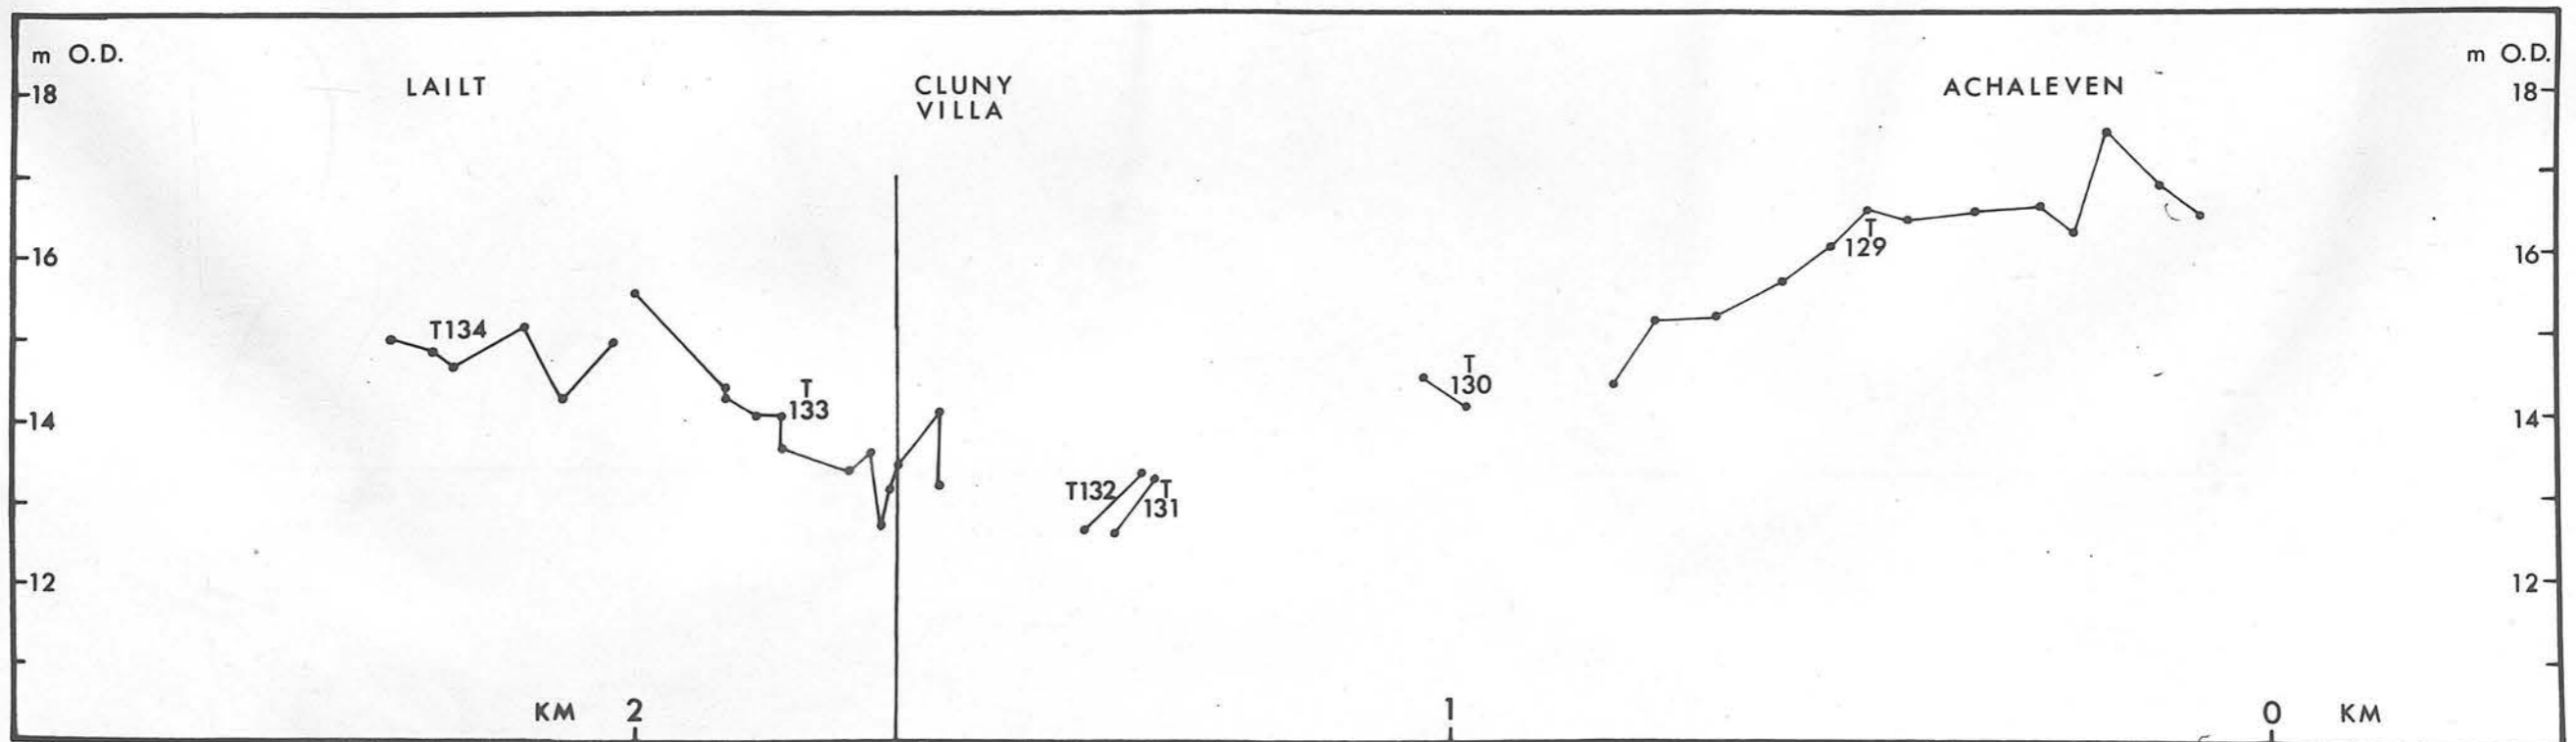 m O.D.
m O.D.
LAILT
CLUNY
VILLA
ACHALEVEN
18
18
16
16
14
14
12
12
T134
T
133
T132
T
131
T
130
T
129
KM 2
1
0 KM